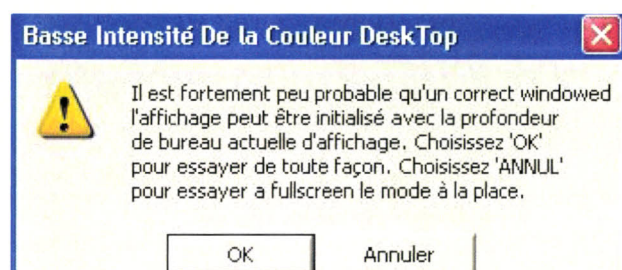 Basse Intensité De la Couleur DeskTop
Il est fortement peu probable qu'un correct windowed
l'affichage peut être initialisé avec la profondeur
de bureau actuelle d'affichage. Choisissez 'OK'
pour essayer de toute façon. Choisissez 'ANNUL'
pour essayer a fullscreen le mode à la place.
OK
Annuler